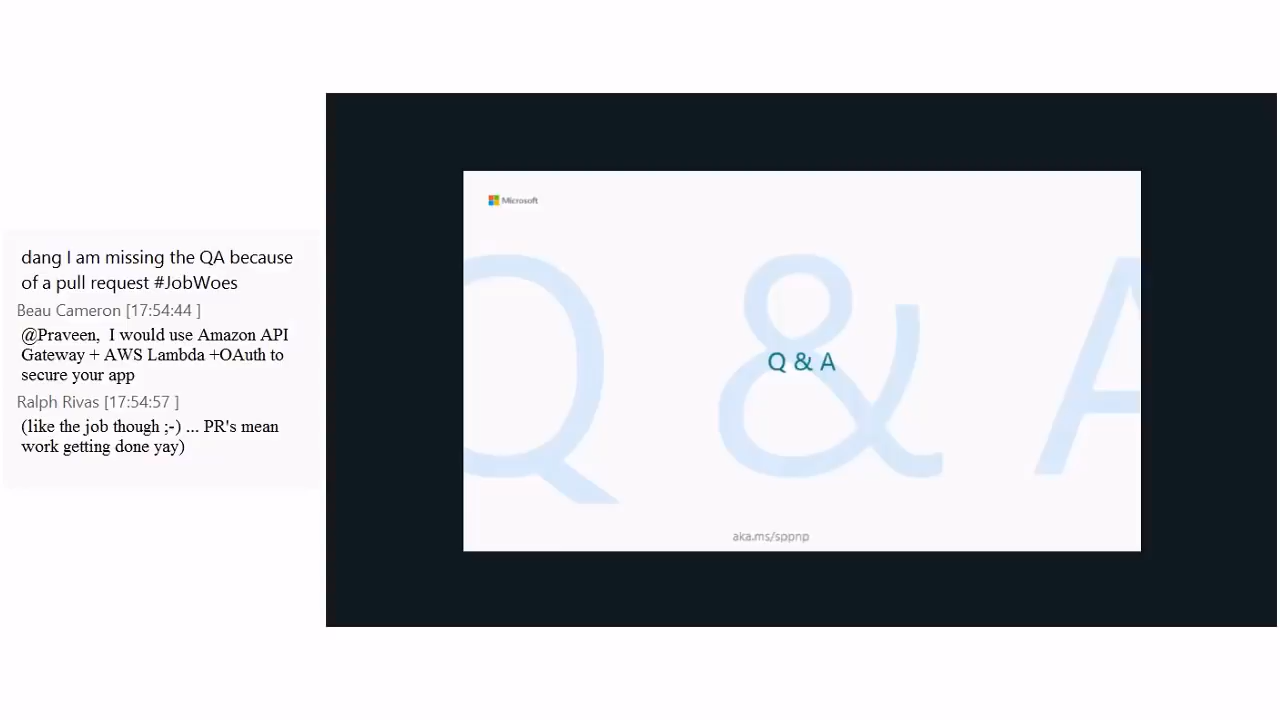 dang I am missing the QA because
of a pull request #JobWoes
Beau Cameron [17:54:44 ]
@Praveen,  I would use Amazon API
Gateway + AWS Lambda +OAuth to
secure your app
Ralph Rivas [17:54:57 ]
(like the job though ;-) ... PR's mean
work getting done yay)
Microsoft
Q & A
Q & A
aka.ms/sppnp